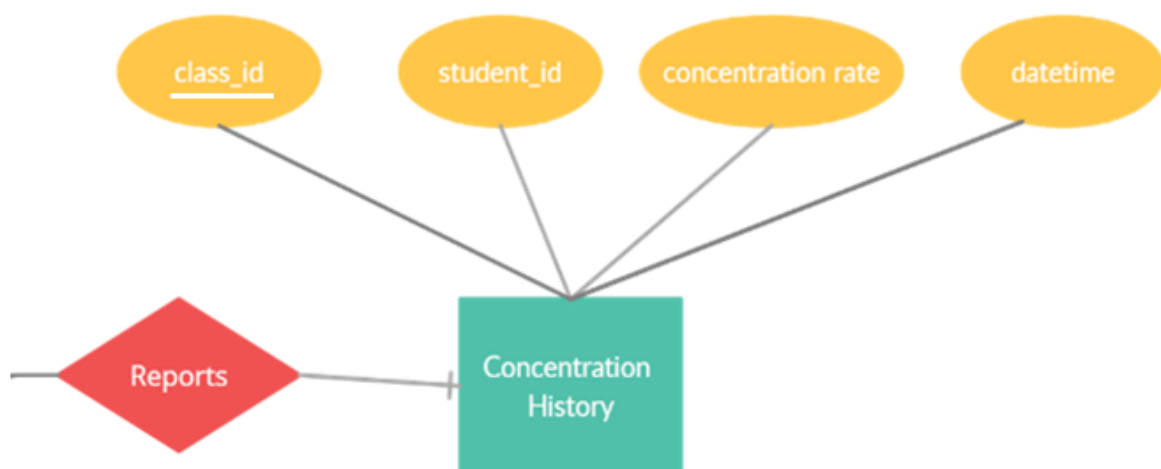 class_id
student_id
concentration rate
datetime
Reports
Concentration
History